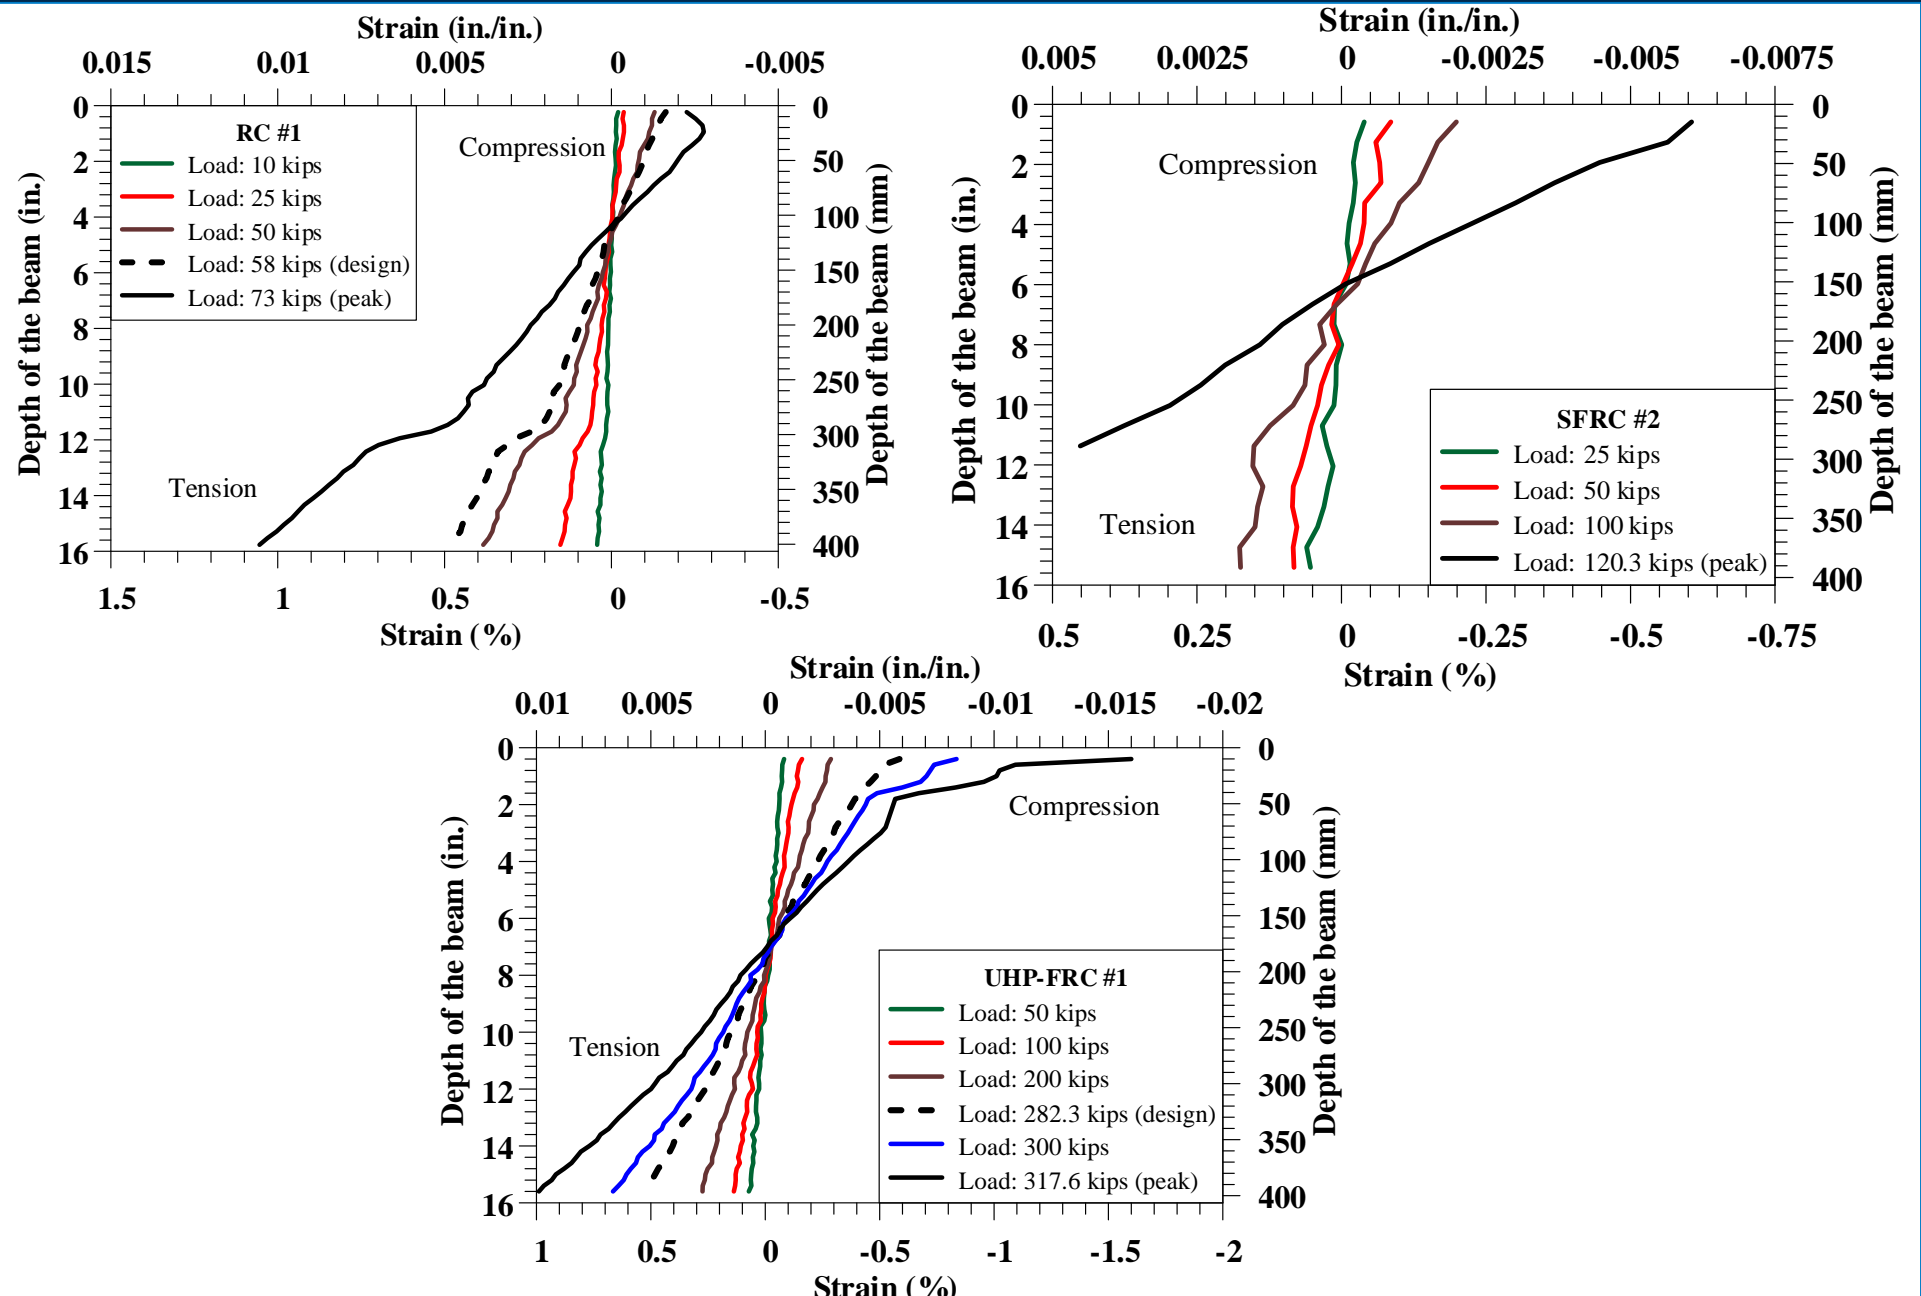 Strain (in./in.)
0.015 0.01 0.005 0 -0.005
0 2 4 6 8 10 12 14 16
Depth of the beam (in.)
RC #1
Load: 10 kips
Load: 25 kips
Load: 50 kips
Load: 58 kips (design)
Load: 73 kips (peak)
Compression
Tension
0 50 100 150 200 250 300 350 400
Depth of the beam (mm)
1.5 1 0.5 0 -0.5
Strain (%)
Strain (in./in.)
0.005 0.0025 0 -0.0025 -0.005 -0.0075
0 2 4 6 8 10 12 14 16
Depth of the beam (in.)
Compression
Tension
SFRC #2
Load: 25 kips
Load: 50 kips
Load: 100 kips
Load: 120.3 kips (peak)
0 50 100 150 200 250 300 350 400
Depth of the beam (mm)
0.5 0.25 0 -0.25 -0.5 -0.75
Strain (%)
Strain (in./in.)
0.01 0.005 0 -0.005 -0.01 -0.015 -0.02
0 2 4 6 8 10 12 14 16
Depth of the beam (in.)
Compression
Tension
UHP-FRC #1
Load: 50 kips
Load: 100 kips
Load: 200 kips
Load: 282.3 kips (design)
Load: 300 kips
Load: 317.6 kips (peak)
0 50 100 150 200 250 300 350 400
Depth of the beam (mm)
1 0.5 0 -0.5 -1 -1.5 -2
Strain (%)